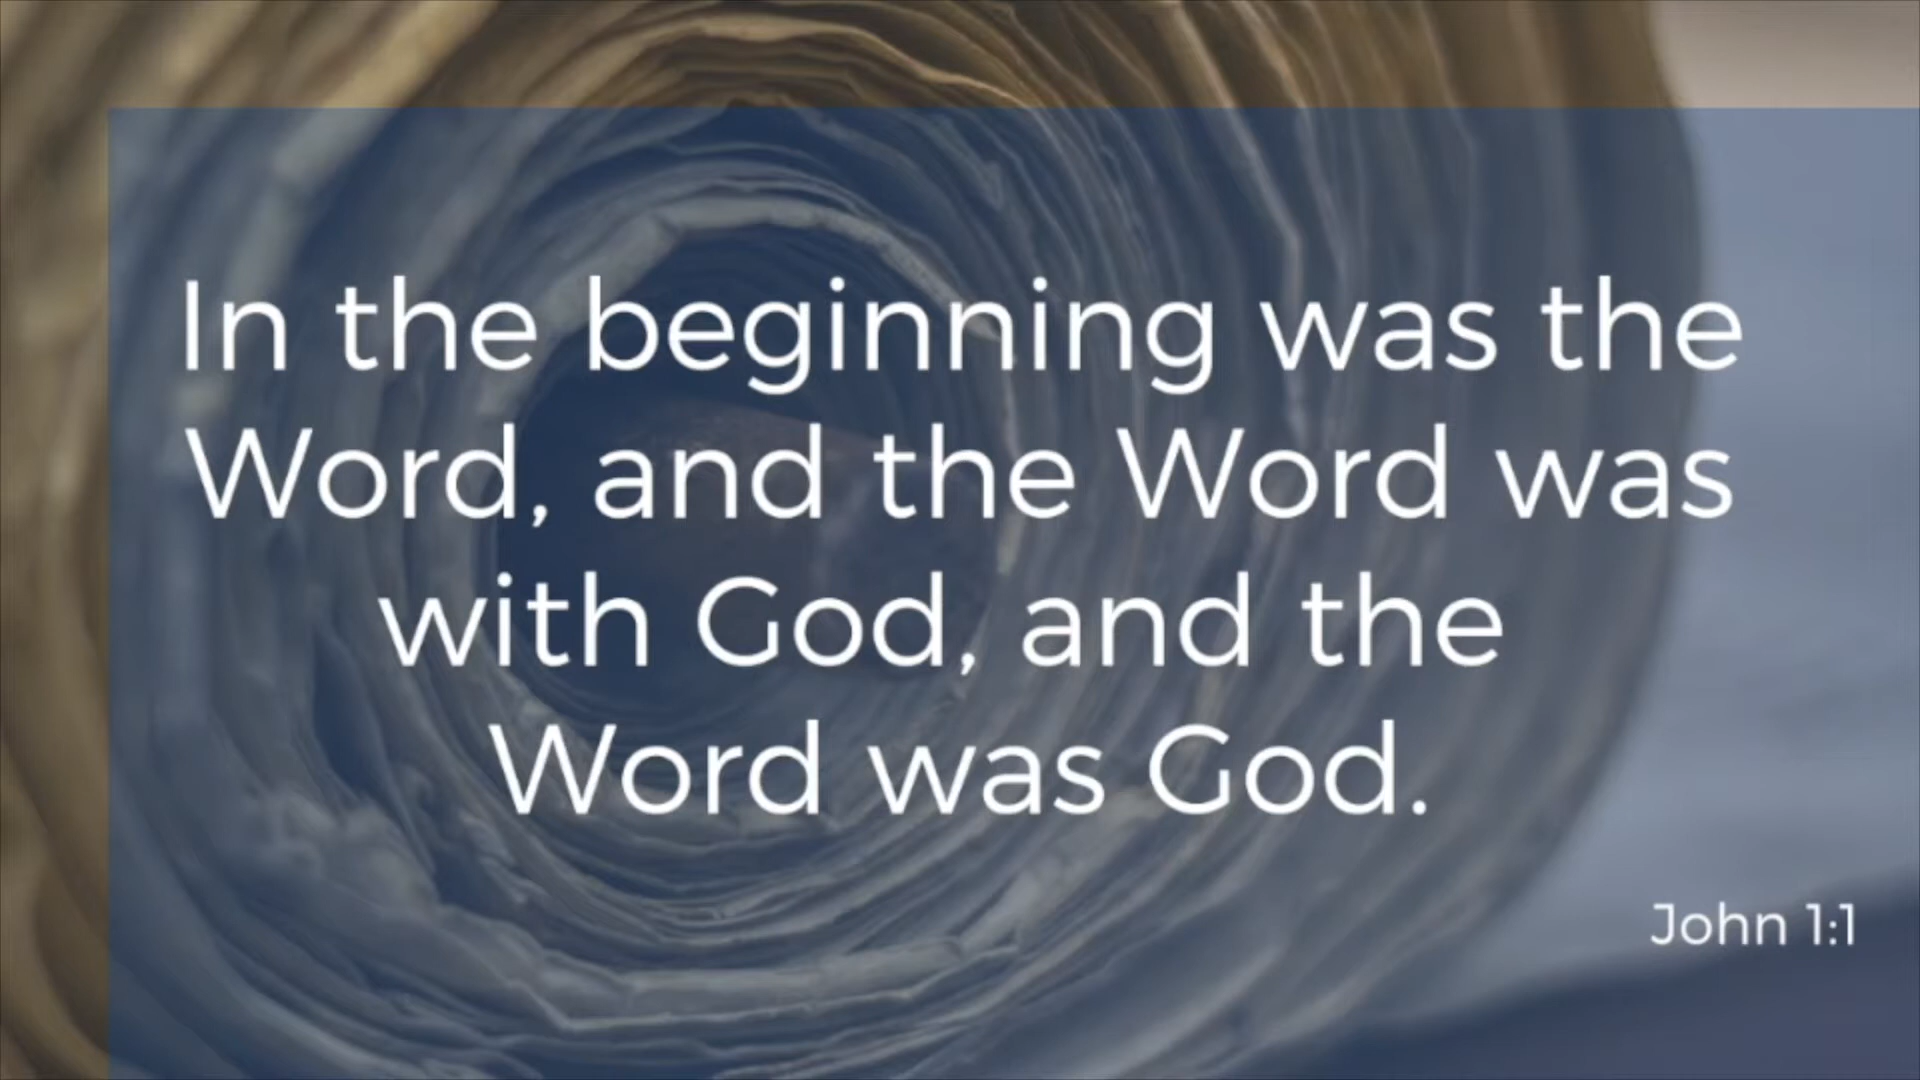 In the beginning was the
Word, and the Word was
with God, and the
Word was God.
John 1:1